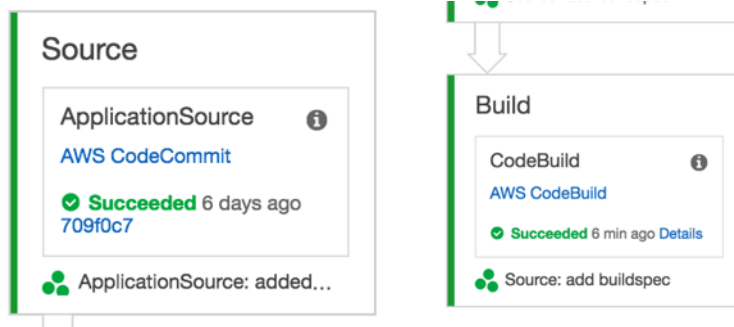 Source
ApplicationSource
AWS CodeCommit
Succeeded 6 days ago
709f0c7
ApplicationSource: added...
Build
CodeBuild
AWS CodeBuild
Succeeded 6 min ago Details
Source: add buildspec